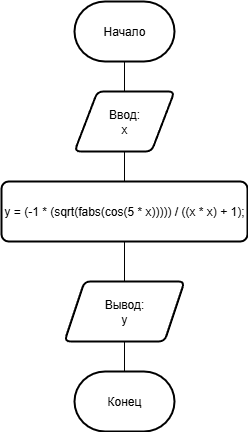 Начало
Ввод:
x
y = (-1 * (sqrt(fabs(cos(5 * x))))) / ((x * x) + 1);
Вывод:
y
Конец